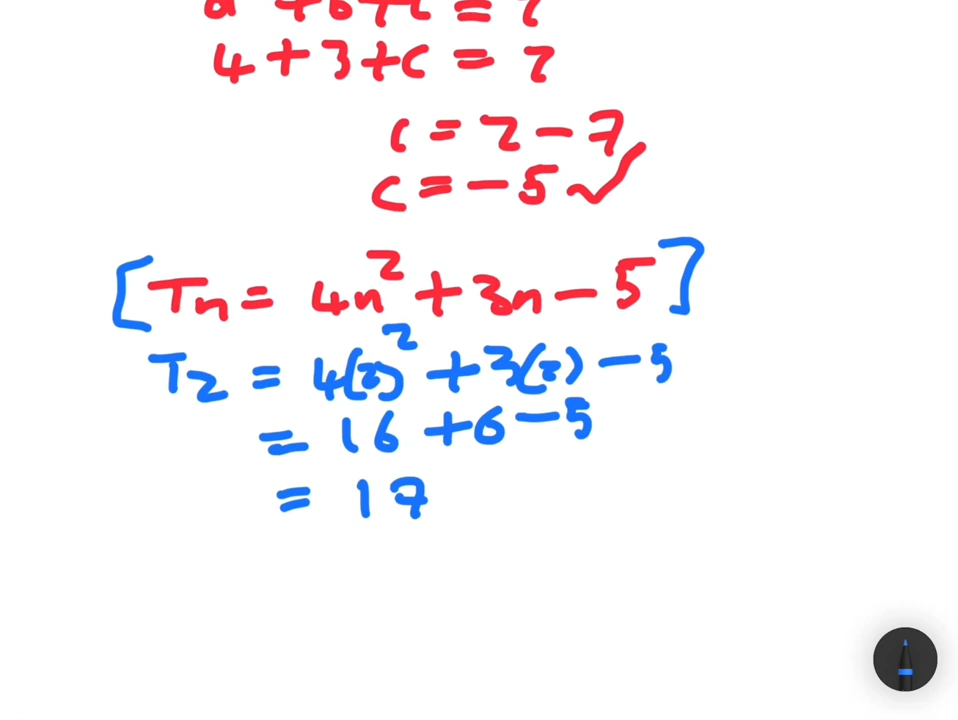 a + b + c = 2
4 + 3 + c = 2
c = 2 - 7
c = -5 ✓
[Tn = 4n² + 3n - 5]
T2 = 4(2)² + 3(2) - 5
= 16 + 6 - 5
= 17